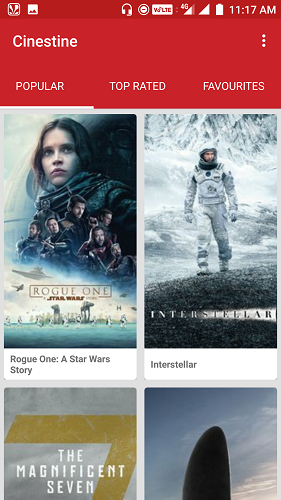 VoLTE 4G 11:17 AM
Cinestine
POPULAR TOP RATED FAVOURITES
ROGUE ONE
A STAR WARS STORY
INTERSTELLAR
Rogue One: A Star Wars
Story
Interstellar
THE
MAGNIFICENT
SEVEN
7